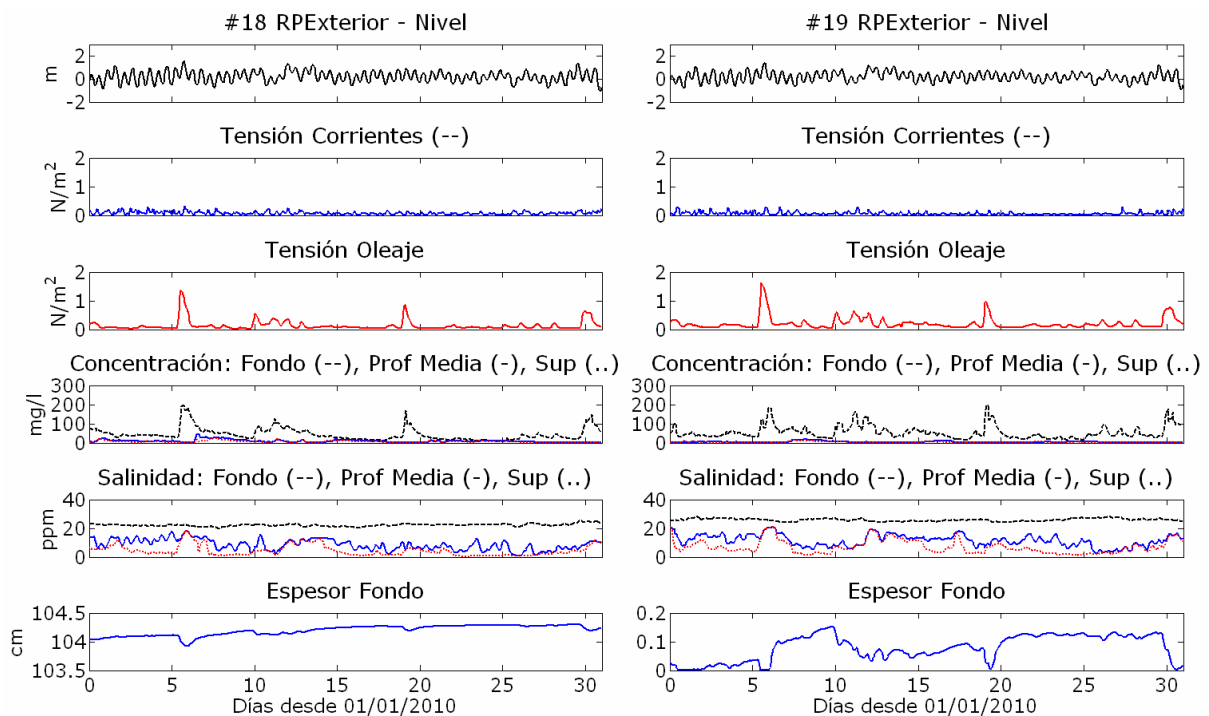 #18 RPExterior - Nivel
2
0
-2
m
Tensión Corrientes (--)
2
1
0
N/m²
Tensión Oleaje
2
1
0
N/m²
Concentración: Fondo (--), Prof Media (-), Sup (..)
300
200
100
0
mg/l
Salinidad: Fondo (--), Prof Media (-), Sup (..)
40
20
0
ppm
Espesor Fondo
104.5
104
103.5
cm
0 5 10 15 20 25 30
Días desde 01/01/2010
#19 RPExterior - Nivel
2
0
-2
Tensión Corrientes (--)
2
1
0
Tensión Oleaje
2
1
0
Concentración: Fondo (--), Prof Media (-), Sup (..)
300
200
100
0
Salinidad: Fondo (--), Prof Media (-), Sup (..)
40
20
0
Espesor Fondo
0.2
0.1
0
0 5 10 15 20 25 30
Días desde 01/01/2010